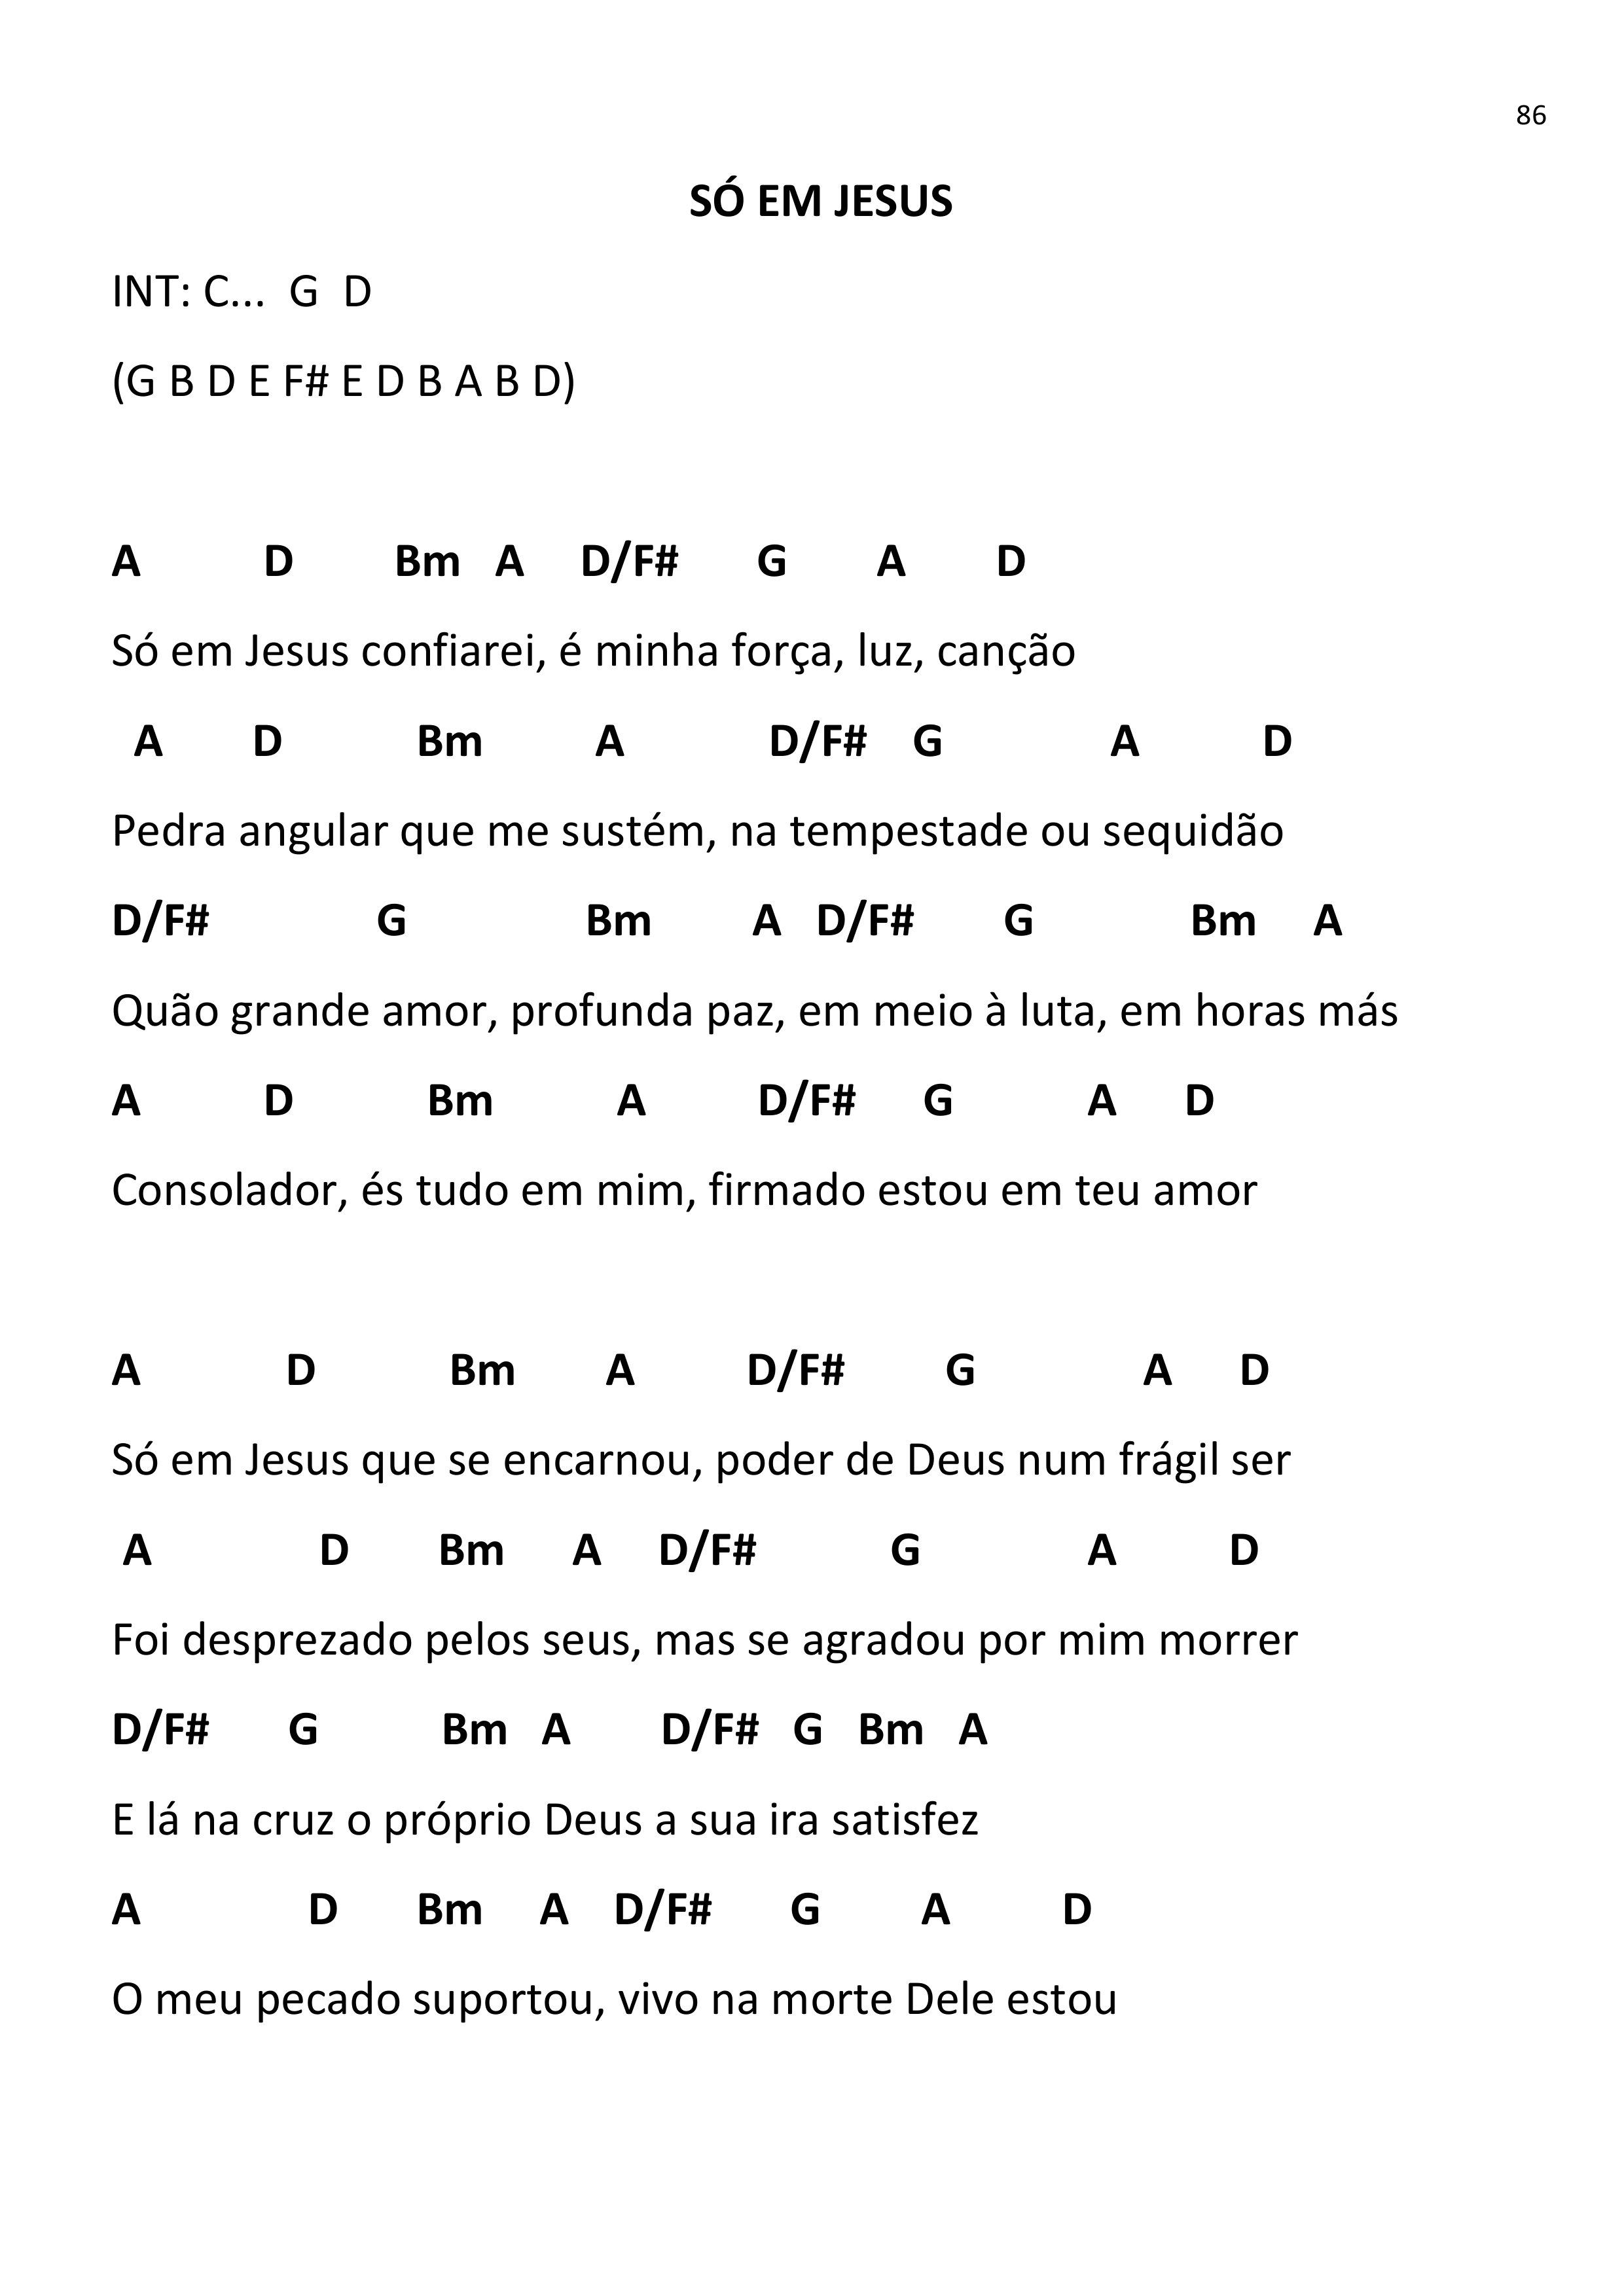 86
SÓ EM JESUS
INT: C... G D
(G B D E F# E D B A B D)
A D Bm A D/F# G A D
Só em Jesus confiarei, é minha força, luz, canção
A D Bm A D/F# G A D
Pedra angular que me sustém, na tempestade ou sequidão
D/F# G Bm A D/F# G Bm A
Quão grande amor, profunda paz, em meio à luta, em horas más
A D Bm A D/F# G A D
Consolador, és tudo em mim, firmado estou em teu amor
A D Bm A D/F# G A D
Só em Jesus que se encarnou, poder de Deus num frágil ser
A D Bm A D/F# G A D
Foi desprezado pelos seus, mas se agradou por mim morrer
D/F# G Bm A D/F# G Bm A
E lá na cruz o próprio Deus a sua ira satisfez
A D Bm A D/F# G A D
O meu pecado suportou, vivo na morte Dele estou